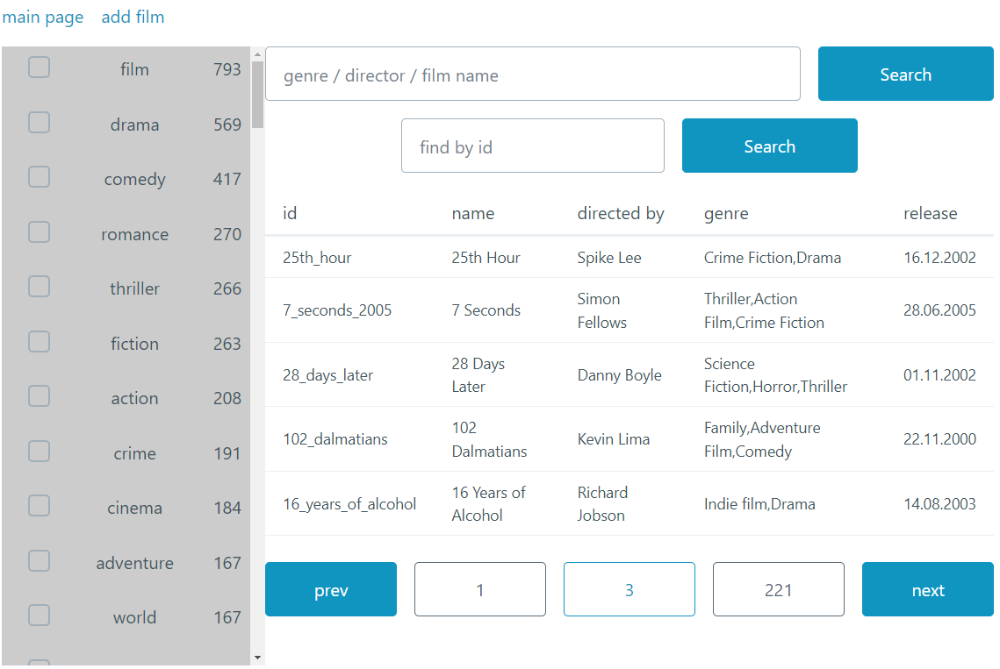 main page add film
film 793
drama 569
comedy 417
romance 270
thriller 266
fiction 263
action 208
crime 191
cinema 184
adventure 167
world 167
genre / director / film name Search
find by id Search
id name directed by genre release
25th_hour 25th Hour Spike Lee Crime Fiction,Drama 16.12.2002
7_seconds_2005 7 Seconds Simon Fellows Thriller,Action Film,Crime Fiction 28.06.2005
28_days_later 28 Days Later Danny Boyle Science Fiction,Horror,Thriller 01.11.2002
102_dalmatians 102 Dalmatians Kevin Lima Family,Adventure Film,Comedy 22.11.2000
16_years_of_alcohol 16 Years of Alcohol Richard Jobson Indie film,Drama 14.08.2003
prev 1 3 221 next